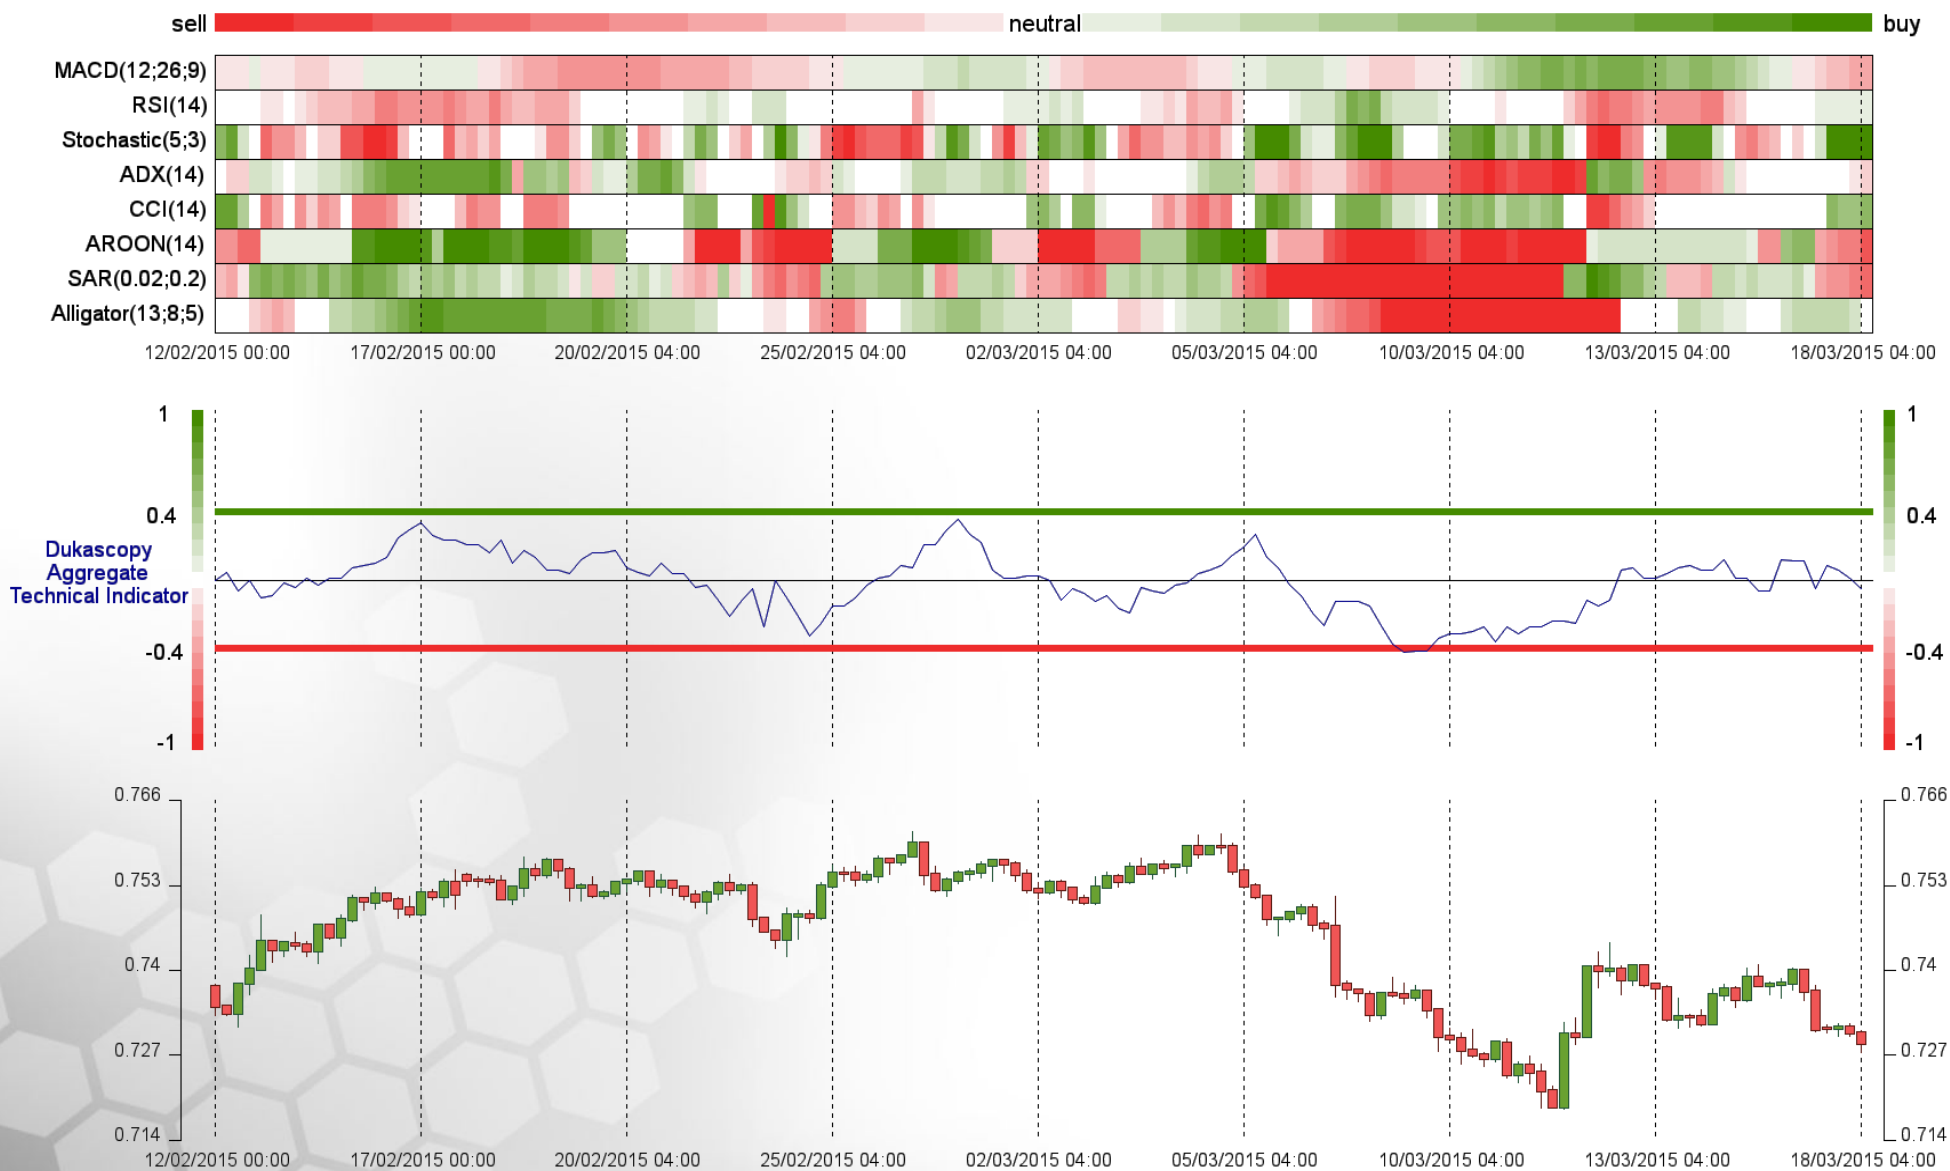 sell neutral buy
MACD(12;26;9)
RSI(14)
Stochastic(5;3)
ADX(14)
CCI(14)
AROON(14)
SAR(0.02;0.2)
Alligator(13;8;5)
12/02/2015 00:00 17/02/2015 00:00 20/02/2015 04:00 25/02/2015 04:00 02/03/2015 04:00 05/03/2015 04:00 10/03/2015 04:00 13/03/2015 04:00 18/03/2015 04:00
1 1
0.4 0.4
Dukascopy
Aggregate
Technical Indicator
-0.4 -0.4
-1 -1
0.766 0.766
0.753 0.753
0.74 0.74
0.727 0.727
0.714 0.714
12/02/2015 00:00 17/02/2015 00:00 20/02/2015 04:00 25/02/2015 04:00 02/03/2015 04:00 05/03/2015 04:00 10/03/2015 04:00 13/03/2015 04:00 18/03/2015 04:00